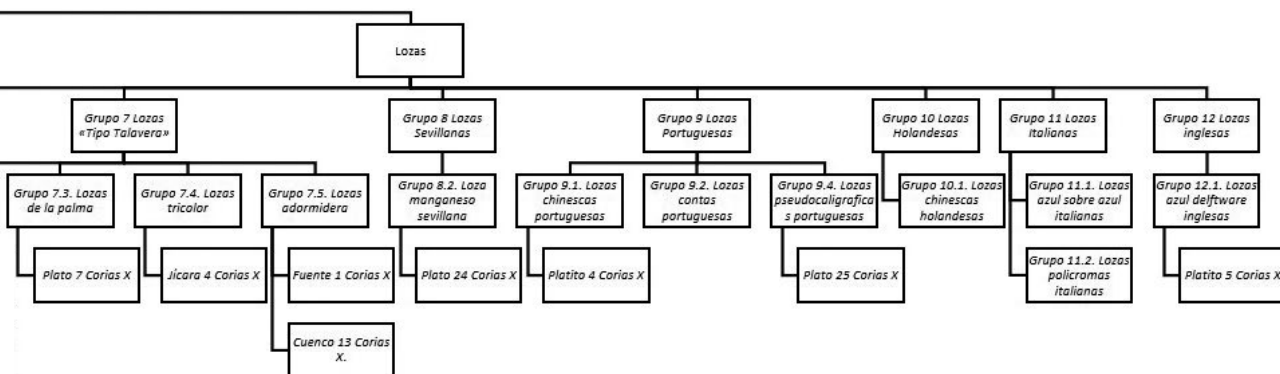 Lozas
Grupo 7 Lozas
«Tipo Talavera»
Grupo 8 Lozas
Sevillanas
Grupo 9 Lozas
Portuguesas
Grupo 10 Lozas
Holandesas
Grupo 11 Lozas
Italianas
Grupo 12 Lozas
inglesas
Grupo 7.3. Lozas
de la palma
Grupo 7.4. Lozas
tricolor
Grupo 7.5. Lozas
adormidera
Grupo 8.2. Loza
manganeso
sevillana
Grupo 9.1. Lozas
chinescas
portuguesas
Grupo 9.2. Lozas
contas
portuguesas
Grupo 9.4. Lozas
pseudocaligrafica
s portuguesas
Grupo 10.1. Lozas
chinescas
holandesas
Grupo 11.1. Lozas
azul sobre azul
italianas
Grupo 12.1. Lozas
azul delftware
inglesas
Plato 7 Corias X
Jícara 4 Corias X
Fuente 1 Corias X
Plato 24 Corias X
Platito 4 Corias X
Plato 25 Corias X
Grupo 11.2. Lozas
policromas
italianas
Platito 5 Corias X
Cuenco 13 Corias
X.